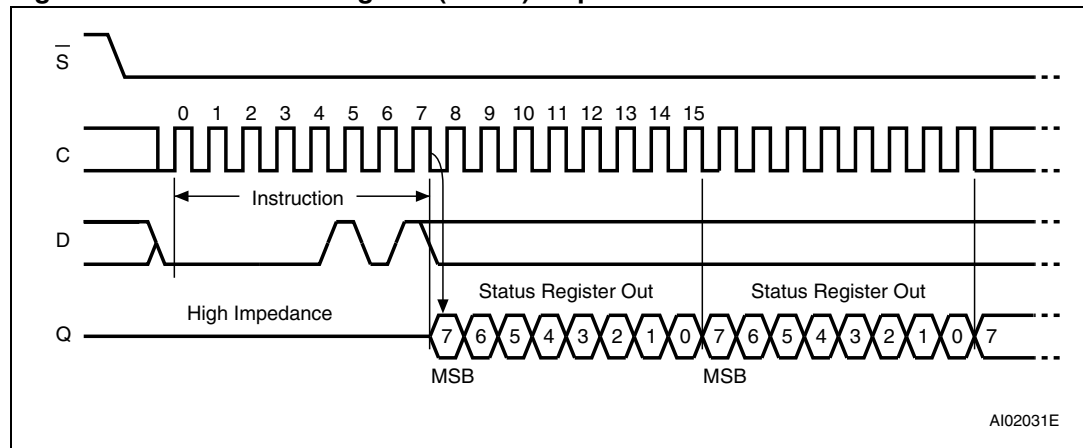 S
0 1 2 3 4 5 6 7 8 9 10 11 12 13 14 15
C
Instruction
D
Status Register Out Status Register Out
High Impedance
Q
7 6 5 4 3 2 1 0 7 6 5 4 3 2 1 0 7
MSB MSB
AI02031E